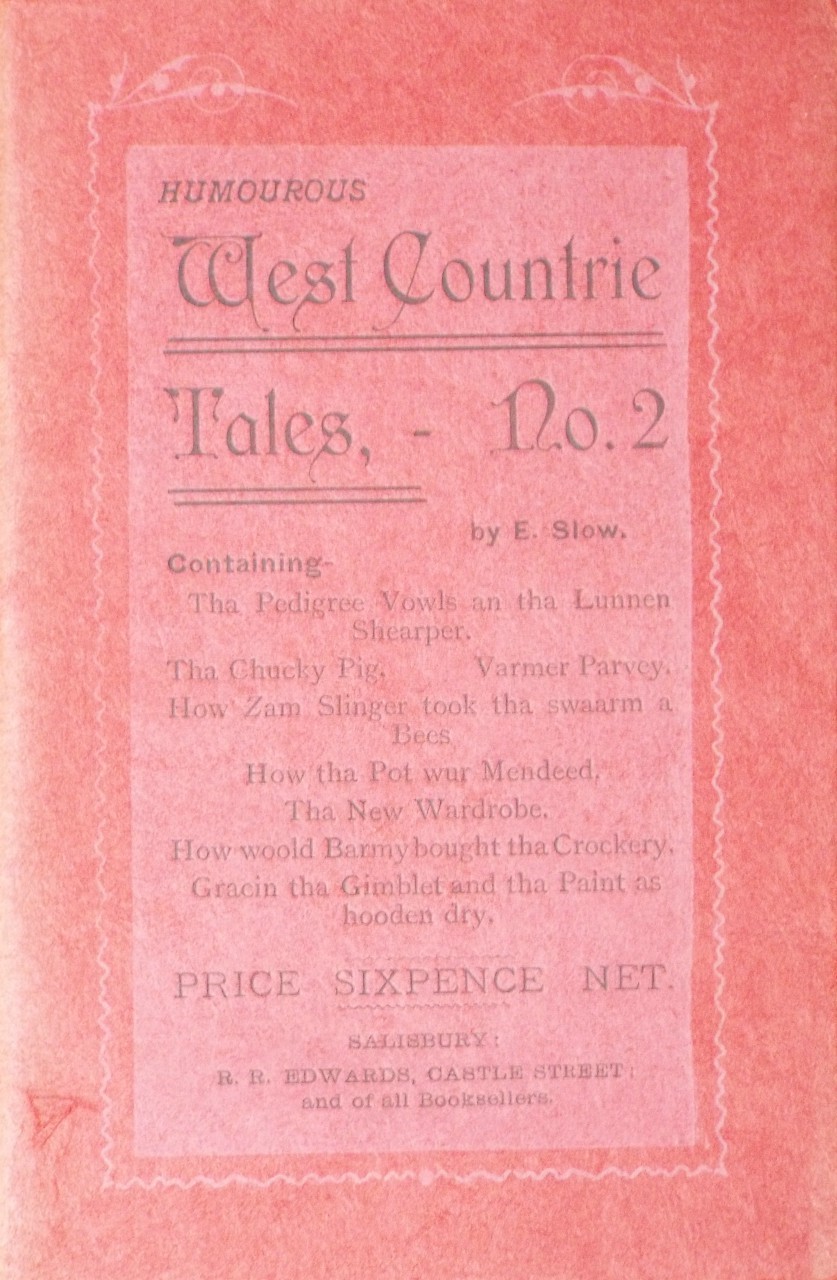 HUMOUROUS
West Countrie
Tales, - No. 2
by E. Slow.
Containing-
Tha Pedigree Vowls an tha Lunnen
Shearper.
Tha Chucky Pig. Varmer Parvey.
How Zam Slinger took tha swaarm a
Bees
How tha Pot wur Mendeed.
Tha New Wardrobe.
How woold Barmy bought tha Crockery.
Gracin tha Gimblet and tha Paint as
hooden dry.
PRICE SIXPENCE NET.
SALISBURY:
R. R. EDWARDS, CASTLE STREET;
and of all Booksellers.